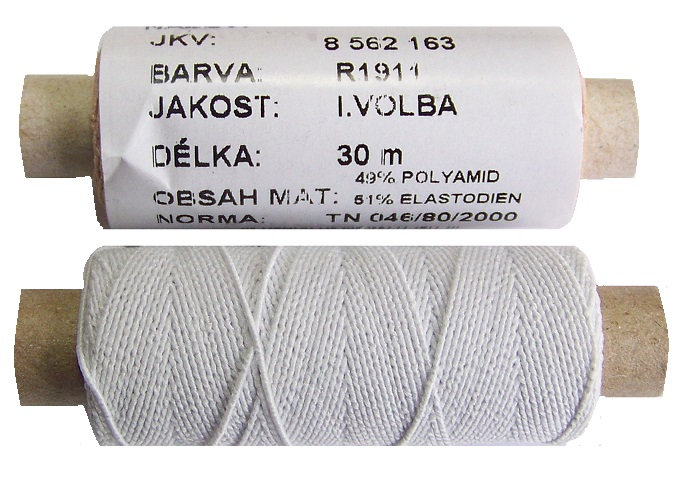 JKV: 8 562 163
BARVA: R1911
JAKOST: I.VOLBA
DÉLKA: 30 m
49% POLYAMID
OBSAH MAT: 51% ELASTODIEN
NORMA: TN 046/80/2000